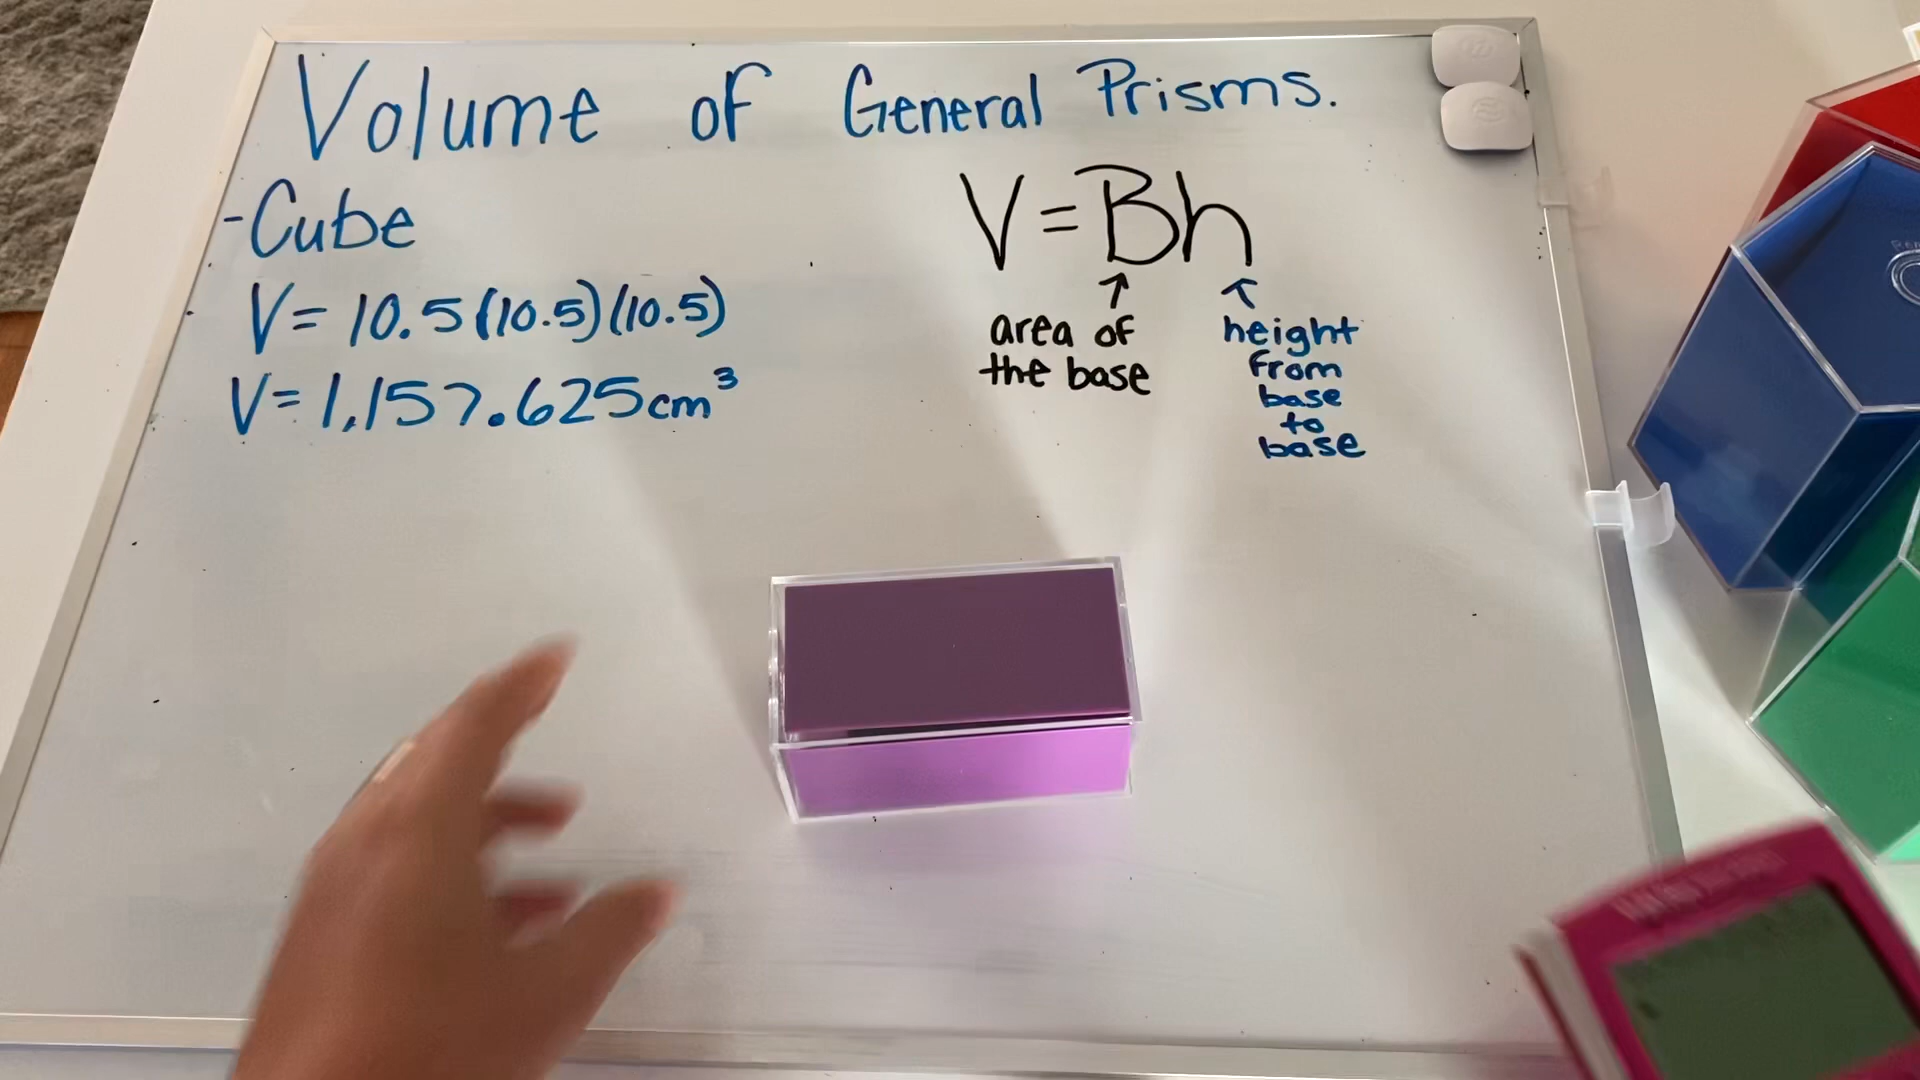 Volume of General Prisms.
-Cube
V = 10.5(10.5)(10.5)
V = 1,157.625cm³
V = Bh
↑
area of
the base
↖
height
from
base
to
base